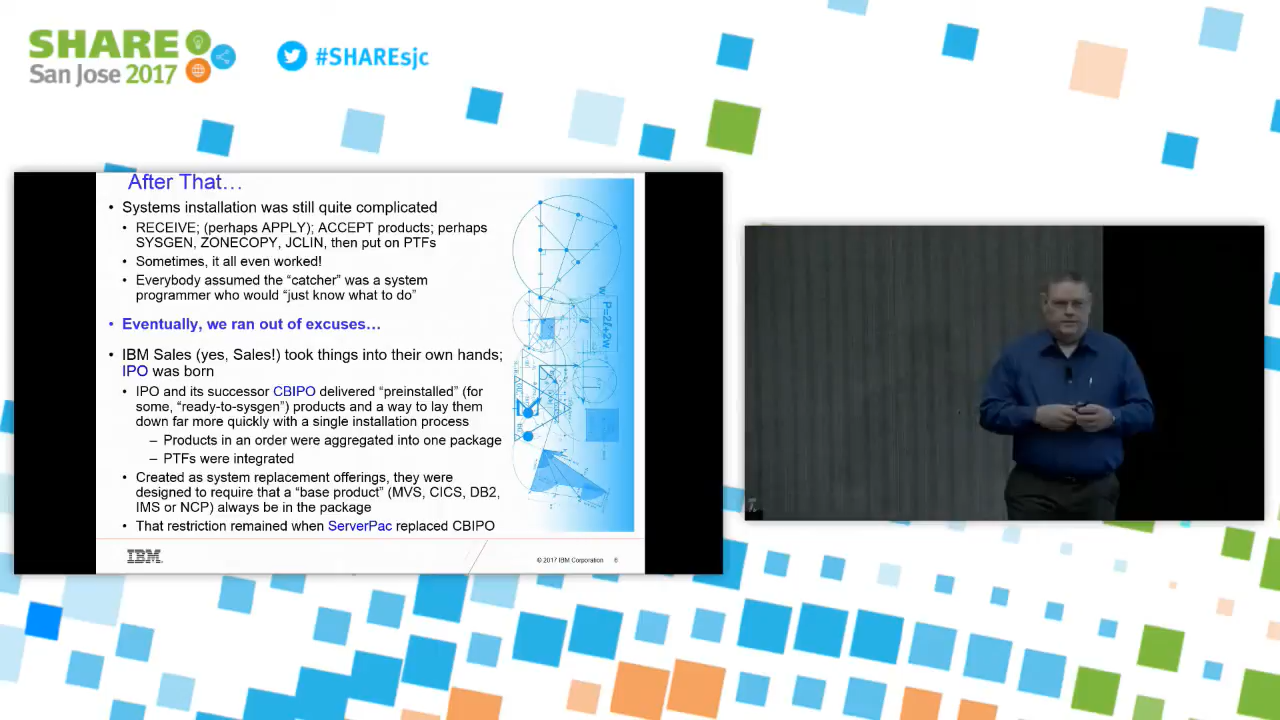 SHARE
San Jose 2017
#SHAREsjc
After That…
• Systems installation was still quite complicated
• RECEIVE; (perhaps APPLY); ACCEPT products; perhaps
SYSGEN, ZONECOPY, JCLIN, then put on PTFs
• Sometimes, it all even worked!
• Everybody assumed the “catcher” was a system
programmer who would “just know what to do”
• Eventually, we ran out of excuses…
• IBM Sales (yes, Sales!) took things into their own hands;
IPO was born
• IPO and its successor CBIPO delivered “preinstalled” (for
some, “ready-to-sysgen”) products and a way to lay them
down far more quickly with a single installation process
– Products in an order were aggregated into one package
– PTFs were integrated
• Created as system replacement offerings, they were
designed to require that a “base product” (MVS, CICS, DB2,
IMS or NCP) always be in the package
• That restriction remained when ServerPac replaced CBIPO
P=2ℓ+2w
w
IBM
© 2017 IBM Corporation 6